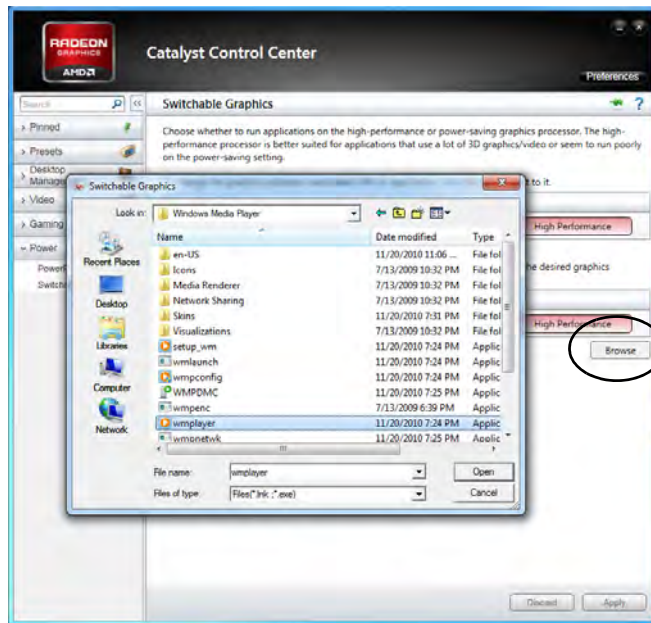 RADEON
GRAPHICS
AMD
Catalyst Control Center
Preferences
Search
Switchable Graphics
Pinned
Presets
Desktop
Video
Gaming
Power
Choose whether to run applications on the high-performance or power-saving graphics processor. The high-
performance processor is better suited for applications that use a lot of 3D graphics/video or seem to run poorly
on the power-saving setting.
t to it.
High Performance
he desired graphics
High Performance
Browse
Switchable Graphics
Look in:
Windows Media Player
Recent Places
Desktop
Libraries
Computer
Network
Name
Date modified
Type
en-US
11/20/2010 11:06 ...
File fol
Icons
7/13/2009 10:32 PM
File fol
Media Renderer
7/13/2009 10:32 PM
File fol
Network Sharing
7/13/2009 10:32 PM
File fol
Skins
11/20/2010 7:31 PM
File fol
Visualizations
7/13/2009 10:32 PM
File fol
setup_wm
11/20/2010 7:24 PM
Applic
wmlaunch
11/20/2010 7:24 PM
Applic
wmpconfig
11/20/2010 7:24 PM
Applic
WMPDMC
11/20/2010 7:25 PM
Applic
wmpenc
7/13/2009 6:39 PM
Applic
wmplayer
11/20/2010 7:24 PM
Applic
wmpnetwk
11/20/2010 7:25 PM
Applic
File name:
wmplayer
Open
Files of type:
Files(*.lnk ;*.exe)
Cancel
Discard
Apply